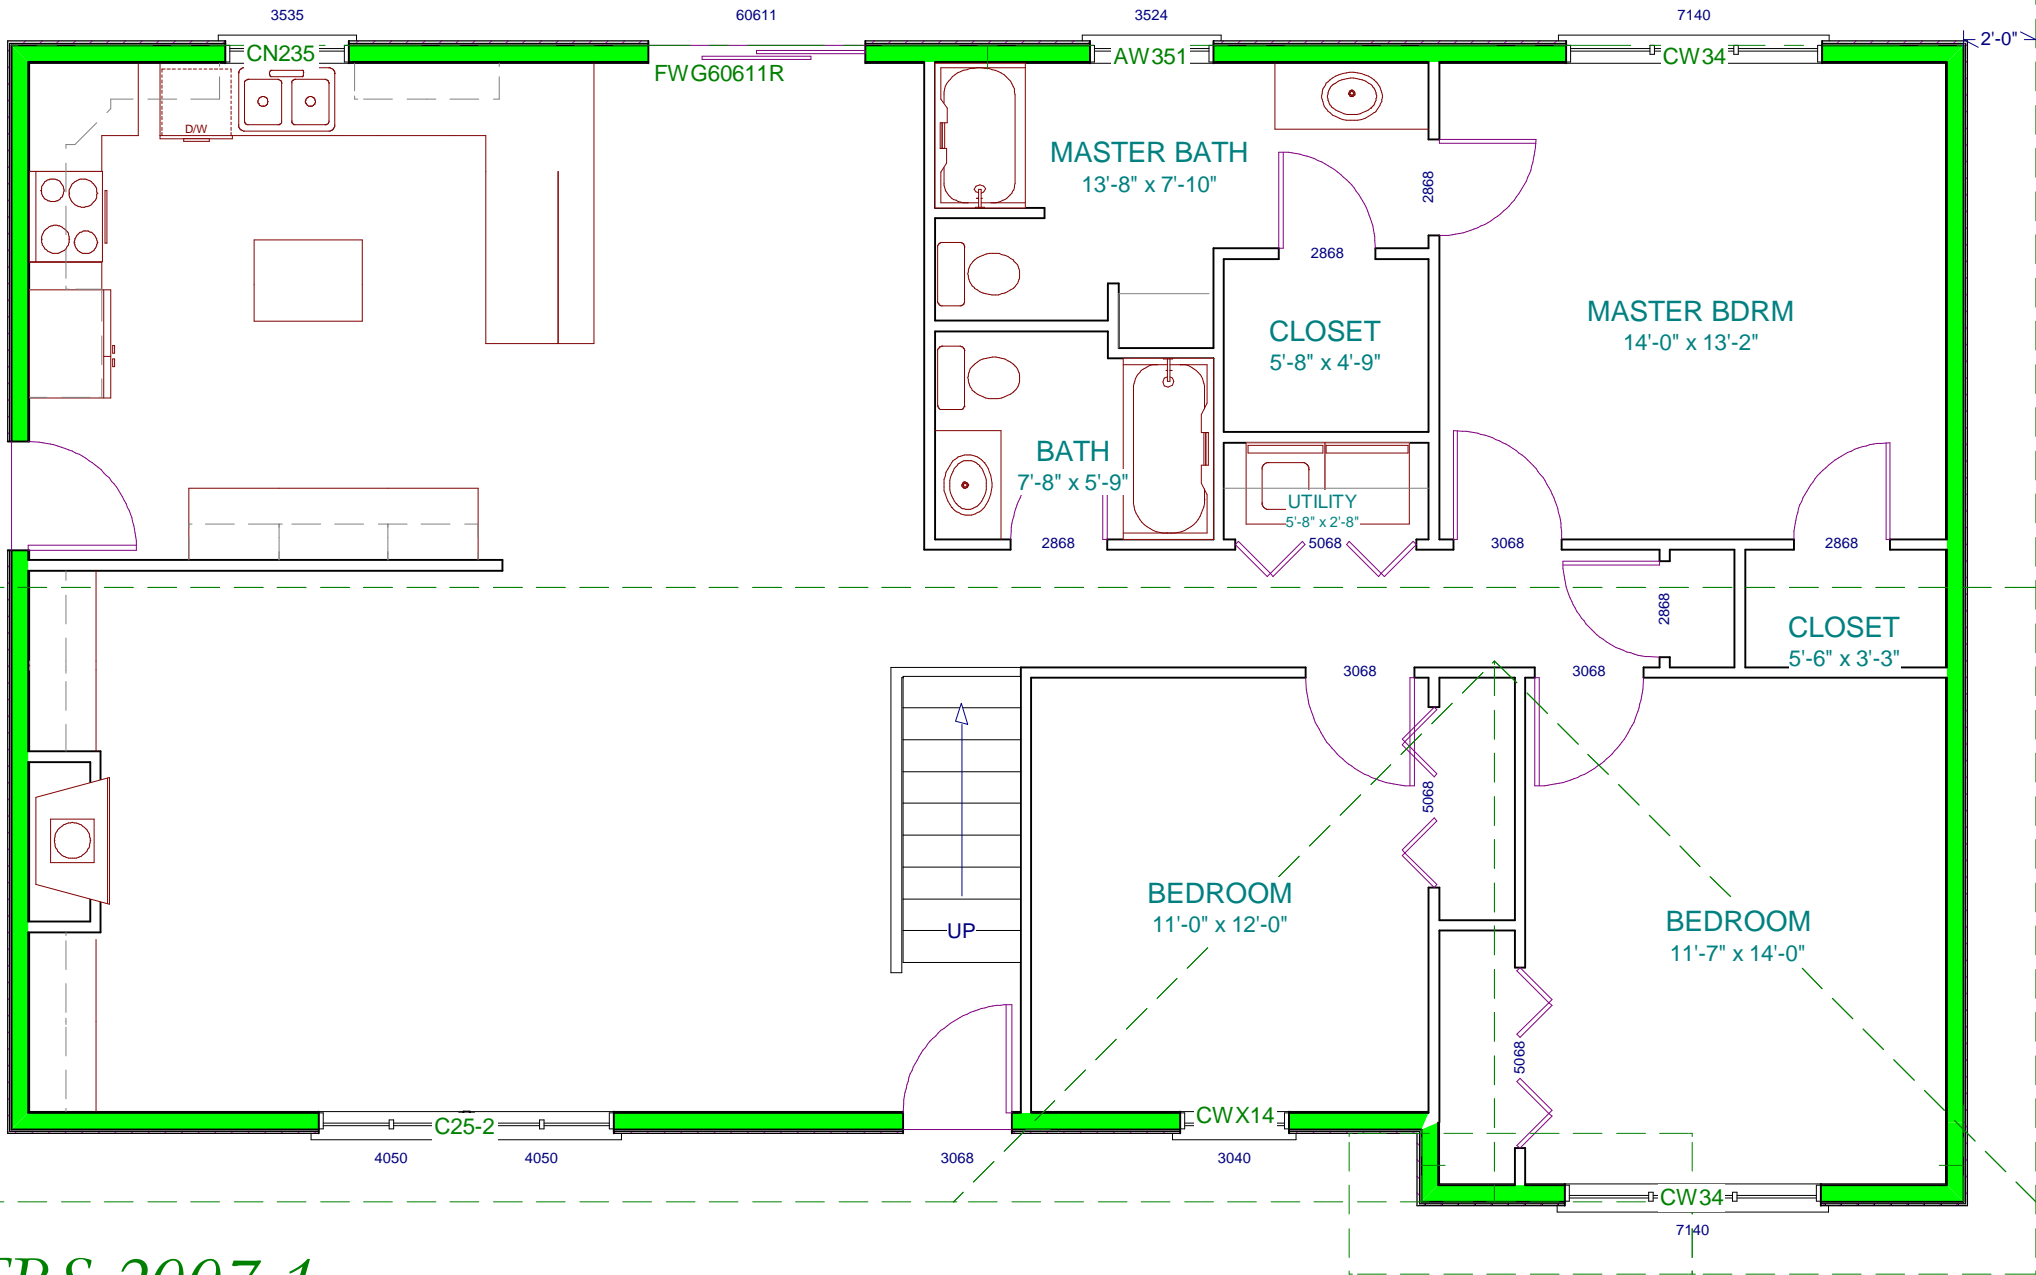 3535
60611
3524
7140
2'-0"
CN235
FWG60611R
AW351
CW34
D/W
MASTER BATH
13'-8" x 7'-10"
2868
2868
MASTER BDRM
14'-0" x 13'-2"
CLOSET
5'-8" x 4'-9"
BATH
7'-8" x 5'-9"
UTILITY
5'-8" x 2'-8"
2868
5068
3068
2868
2868
CLOSET
5'-6" x 3'-3"
3068
3068
5068
BEDROOM
11'-0" x 12'-0"
BEDROOM
11'-7" x 14'-0"
UP
5068
C25-2
CWX14
CW34
4050
4050
3068
3040
7140